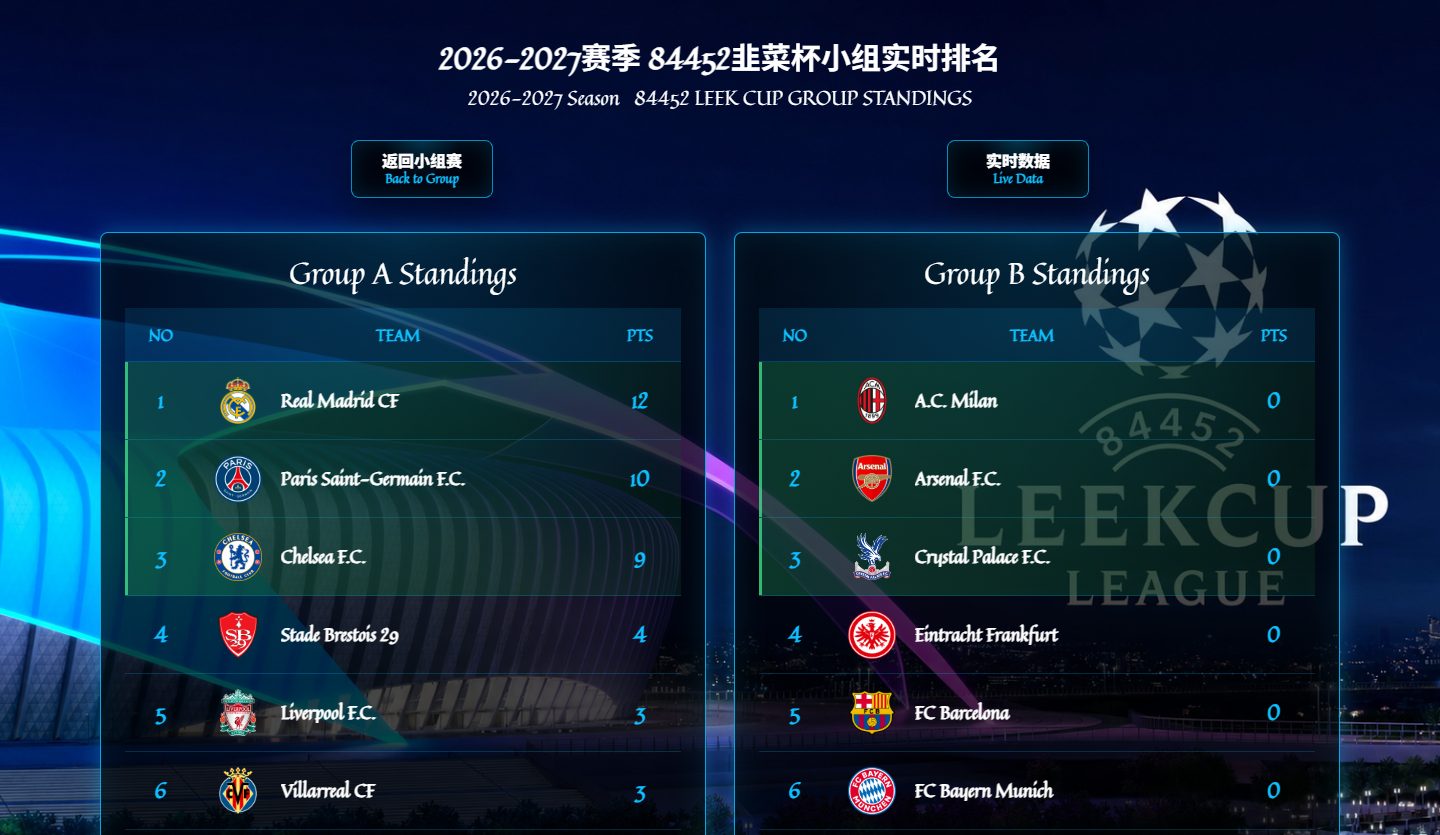 2026-2027赛季 84452韭菜杯小组实时排名
2026-2027 Season 84452 LEEK CUP GROUP STANDINGS
返回小组赛
Back to Group
实时数据
Live Data
Group A Standings
NO TEAM PTS
1 Real Madrid CF 12
2 Paris Saint-Germain F.C. 10
3 Chelsea F.C. 9
4 Stade Brestois 29 4
5 Liverpool F.C. 3
6 Villarreal CF 3
Group B Standings
NO TEAM PTS
1 A.C. Milan 0
2 Arsenal F.C. 0
3 Crystal Palace F.C. 0
4 Eintracht Frankfurt 0
5 FC Barcelona 0
6 FC Bayern Munich 0
84452
LEEKCUP
LEAGUE